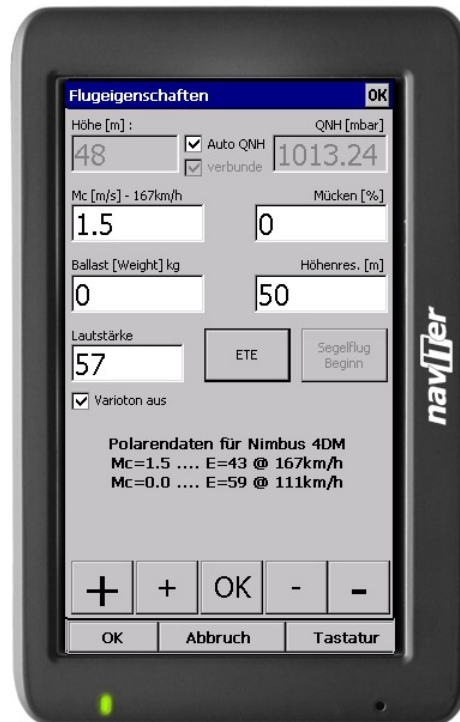 Flugeigenschaften OK
Höhe [m] : QNH [mbar]
48 Auto QNH 1013.24
verbunde
Mc [m/s] - 167km/h Mücken [%]
1.5 0
Ballast [Weight] kg Höhenres. [m]
0 50
Lautstärke
57 ETE Segelflug
Beginn
Varioton aus
Polarendaten für Nimbus 4DM
Mc=1.5 .... E=43 @ 167km/h
Mc=0.0 .... E=59 @ 111km/h
+ + OK - -
OK Abbruch Tastatur
naviter